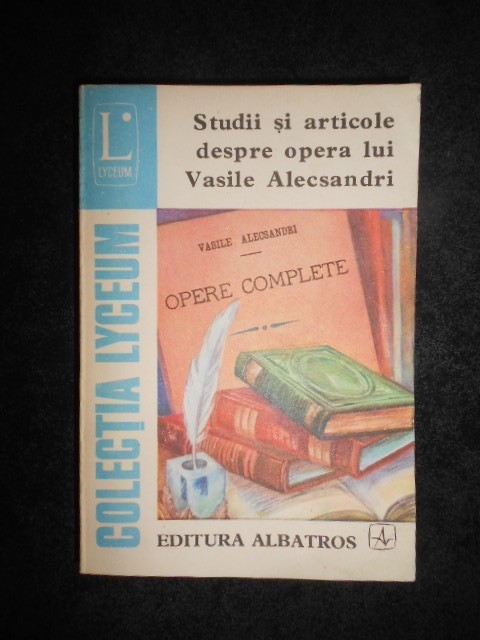 L
LYCEUM
Studii și articole
despre opera lui
Vasile Alecsandri
COLECȚIA LYCEUM
VASILE ALECSANDRI
OPERE COMPLETE
EDITURA ALBATROS